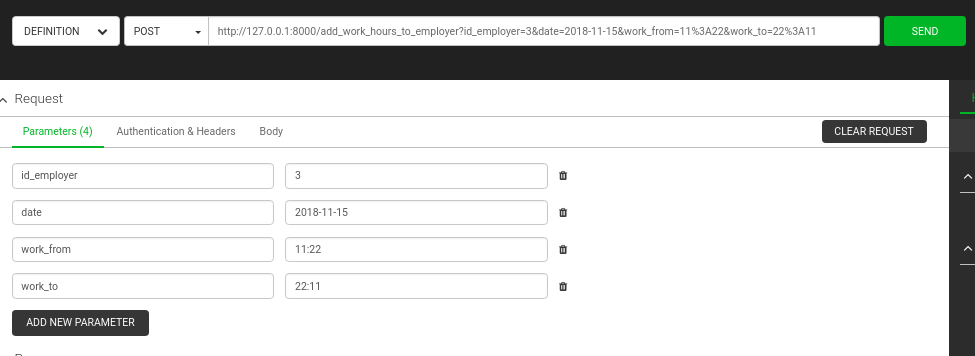 DEFINITION POST http://127.0.0.1:8000/add_work_hours_to_employer?id_employer=3&date=2018-11-15&work_from=11%3A22&work_to=22%3A11 SEND
Request
Parameters (4) Authentication & Headers Body CLEAR REQUEST
id_employer 3
date 2018-11-15
work_from 11:22
work_to 22:11
ADD NEW PARAMETER